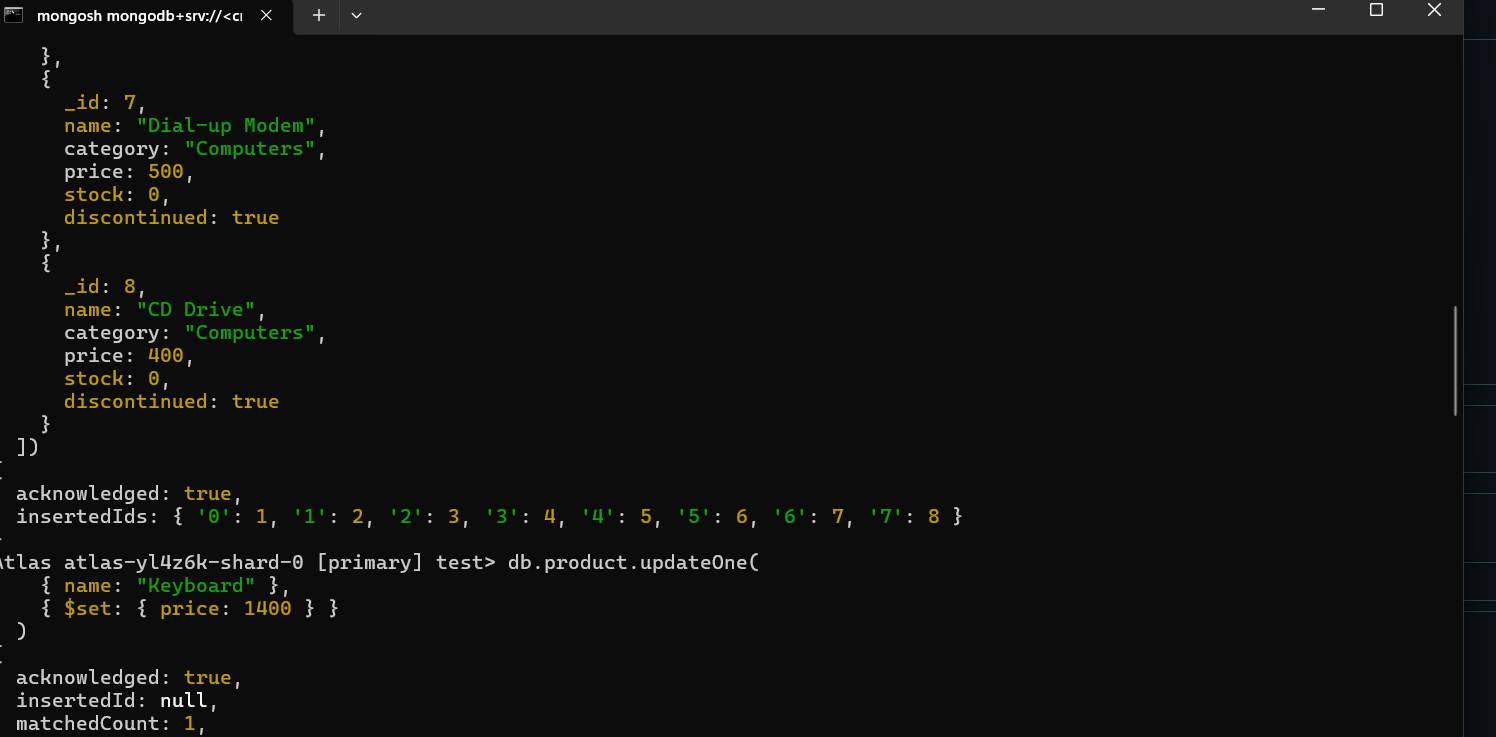 mongosh mongodb+srv://<cr
},
{
_id: 7,
name: "Dial-up Modem",
category: "Computers",
price: 500,
stock: 0,
discontinued: true
},
{
_id: 8,
name: "CD Drive",
category: "Computers",
price: 400,
stock: 0,
discontinued: true
}
])
{
acknowledged: true,
insertedIds: { '0': 1, '1': 2, '2': 3, '3': 4, '4': 5, '5': 6, '6': 7, '7': 8 }
}
Atlas atlas-yl4z6k-shard-0 [primary] test> db.product.updateOne(
{ name: "Keyboard" },
{ $set: { price: 1400 } }
)
{
acknowledged: true,
insertedId: null,
matchedCount: 1,